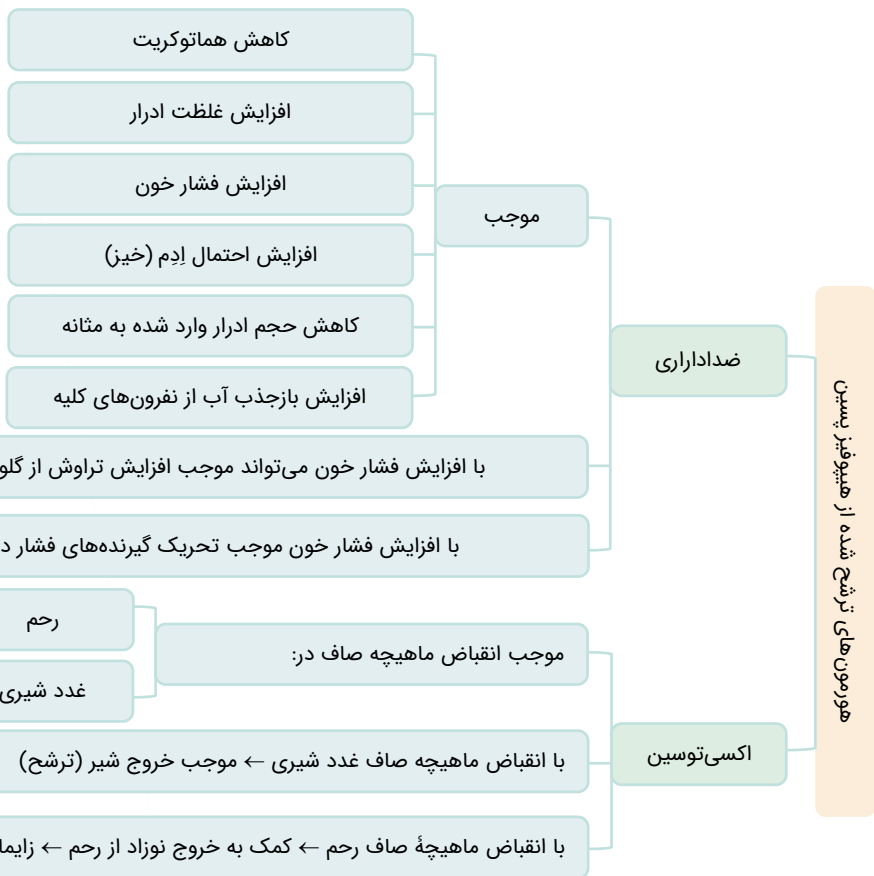 هورمون‌های ترشح شده از هیپوفیز پسین
ضداداراری
موجب
کاهش هماتوکریت
افزایش غلظت ادرار
افزایش فشار خون
افزایش احتمال اِدِم (خیز)
کاهش حجم ادرار وارد شده به مثانه
افزایش بازجذب آب از نفرون‌های کلیه
با افزایش فشار خون می‌تواند موجب افزایش تراوش از
با افزایش فشار خون موجب تحریک گیرنده‌های فشار
اکسی‌توسین
موجب انقباض ماهیچه صاف در:
رحم
غدد شیری
با انقباض ماهیچه صاف غدد شیری ← موجب خروج شیر (ترشح)
با انقباض ماهیچهٔ صاف رحم ← کمک به خروج نوزاد از رحم ←